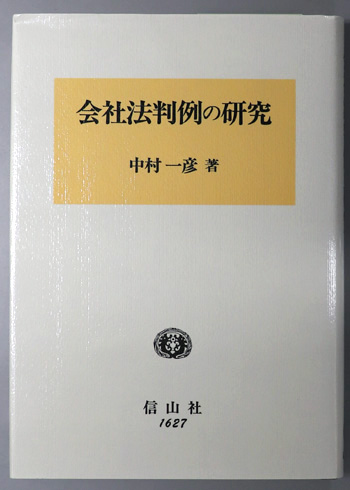 会社法判例の研究
中村一彦 著
信山社
1627